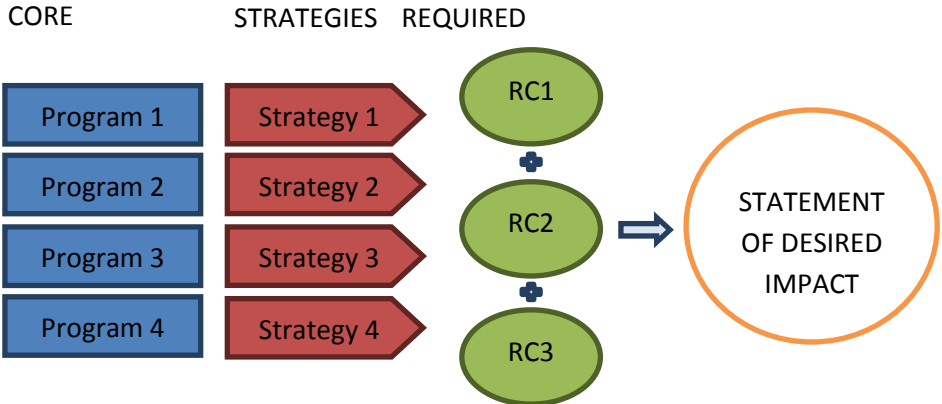 CORE STRATEGIES REQUIRED
Program 1
Strategy 1
RC1
Program 2
Strategy 2
RC2
Program 3
Strategy 3
Program 4
Strategy 4
RC3
STATEMENT
OF DESIRED
IMPACT